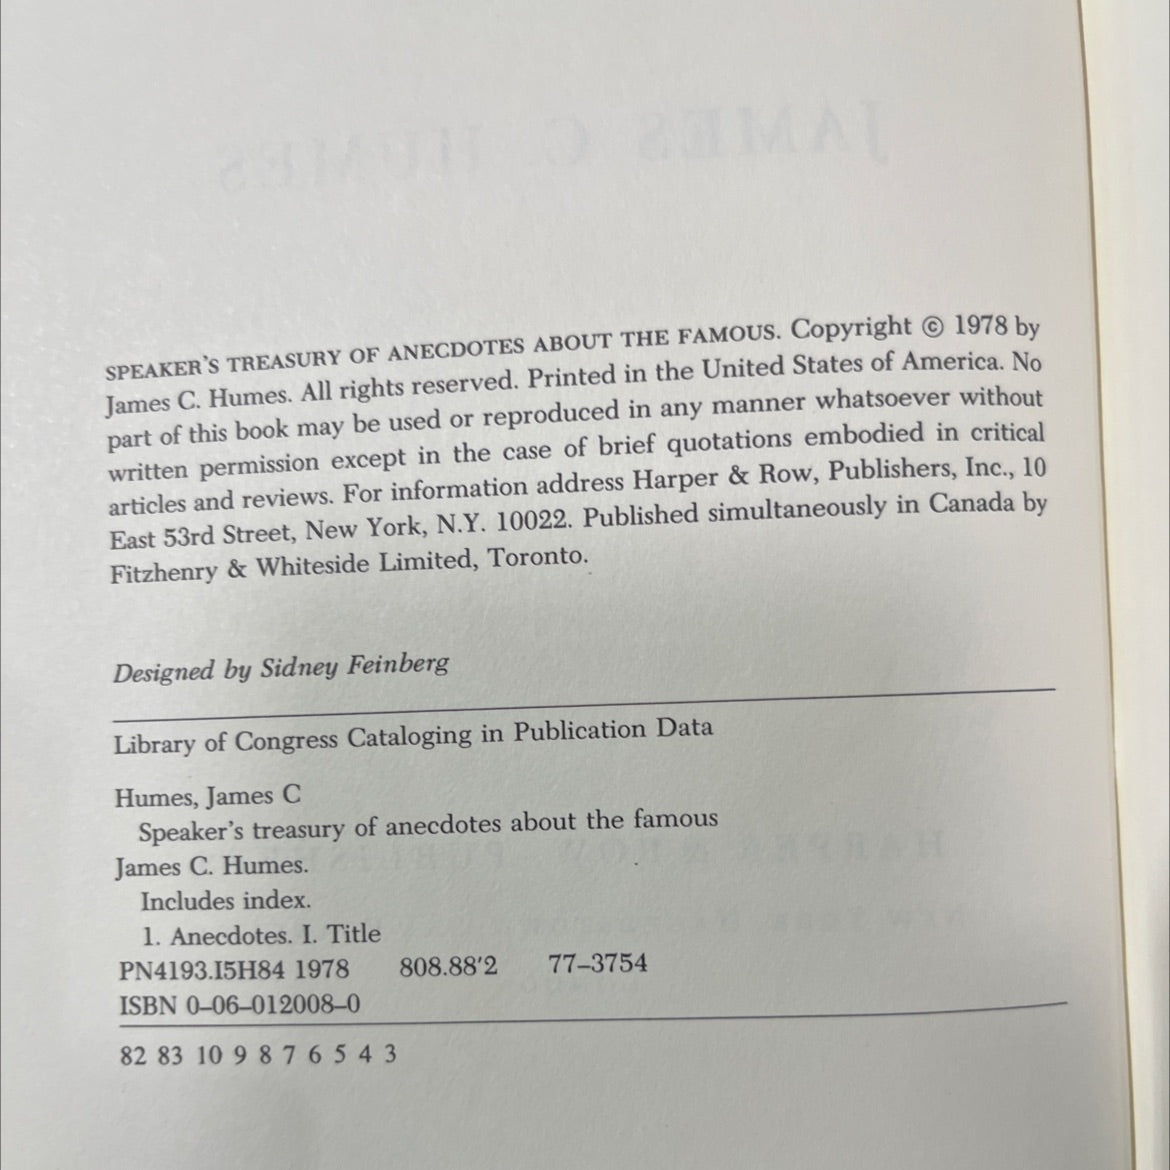 SPEAKER'S TREASURY OF ANECDOTES ABOUT THE FAMOUS. Copyright © 1978 by
James C. Humes. All rights reserved. Printed in the United States of America. No
part of this book may be used or reproduced in any manner whatsoever without
written permission except in the case of brief quotations embodied in critical
articles and reviews. For information address Harper & Row, Publishers, Inc., 10
East 53rd Street, New York, N.Y. 10022. Published simultaneously in Canada by
Fitzhenry & Whiteside Limited, Toronto.
Designed by Sidney Feinberg
Library of Congress Cataloging in Publication Data
Humes, James C
Speaker's treasury of anecdotes about the famous
James C. Humes.
Includes index.
1. Anecdotes. I. Title
PN4193.I5H84 1978 808.88'2 77–3754
ISBN 0–06–012008–0
82 83 10 9 8 7 6 5 4 3